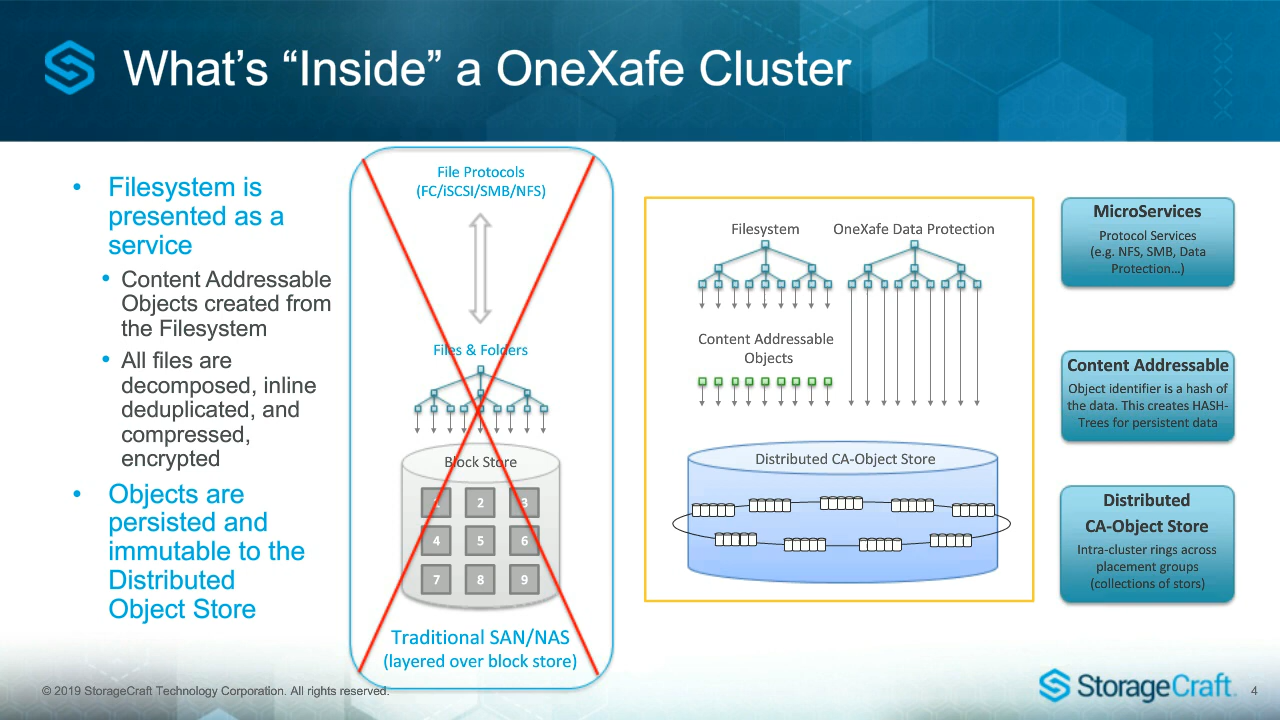 What's “Inside” a OneXafe Cluster
• Filesystem is
presented as a
service
• Content Addressable
Objects created from
the Filesystem
• All files are
decomposed, inline
deduplicated, and
compressed,
encrypted
• Objects are
persisted and
immutable to the
Distributed
Object Store
File Protocols
(FC/iSCSI/SMB/NFS)
Files & Folders
Block Store
1 2 3
4 5 6
7 8 9
Traditional SAN/NAS
(layered over block store)
Filesystem
OneXafe Data Protection
Content Addressable
Objects
Distributed CA-Object Store
MicroServices
Protocol Services
(e.g. NFS, SMB, Data
Protection…)
Content Addressable
Object identifier is a hash of
the data. This creates HASH-
Trees for persistent data
Distributed
CA-Object Store
Intra-cluster rings across
placement groups
(collections of stors)
© 2019 StorageCraft Technology Corporation. All rights reserved.
StorageCraft
4